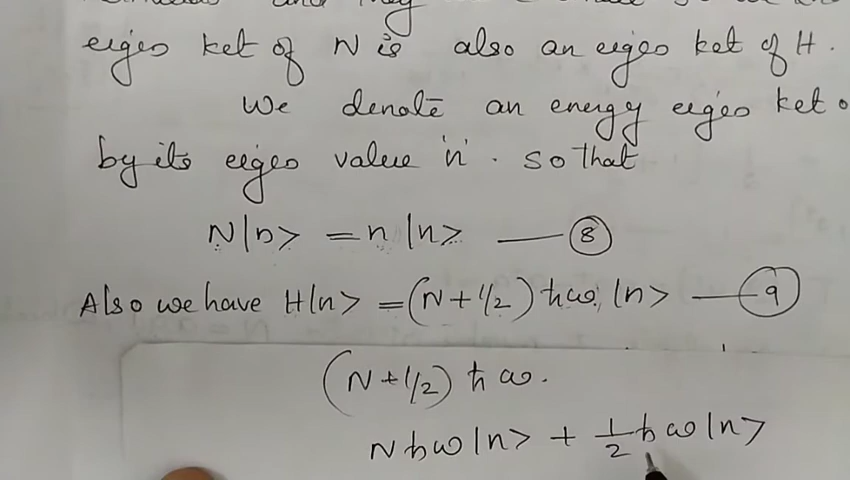 eigen ket of N is also an eigen ket of H.
We denote an energy eigen ket
by its eigen value 'n'. so that
N|n> = n|n> —— ⑧
Also we have H|n> = (N+1/2) ħω |n> —— ⑨
(N+1/2) ħω.
Nħω|n> + 1/2 ħω|n>